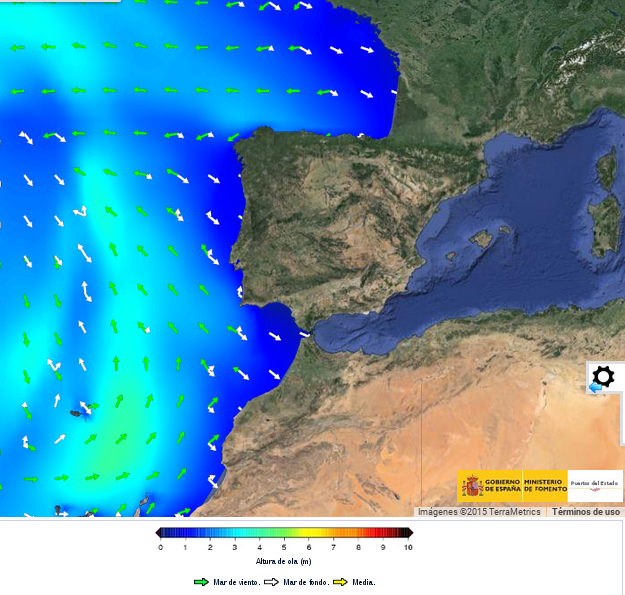 GOBIERNO DE ESPAÑA
MINISTERIO DE FOMENTO
Puertos del Estado
Imágenes ©2015 TerraMetrics
Términos de uso
0 1 2 3 4 5 6 7 8 9 10
Altura de ola (m)
Mar de viento. Mar de fondo. Media.